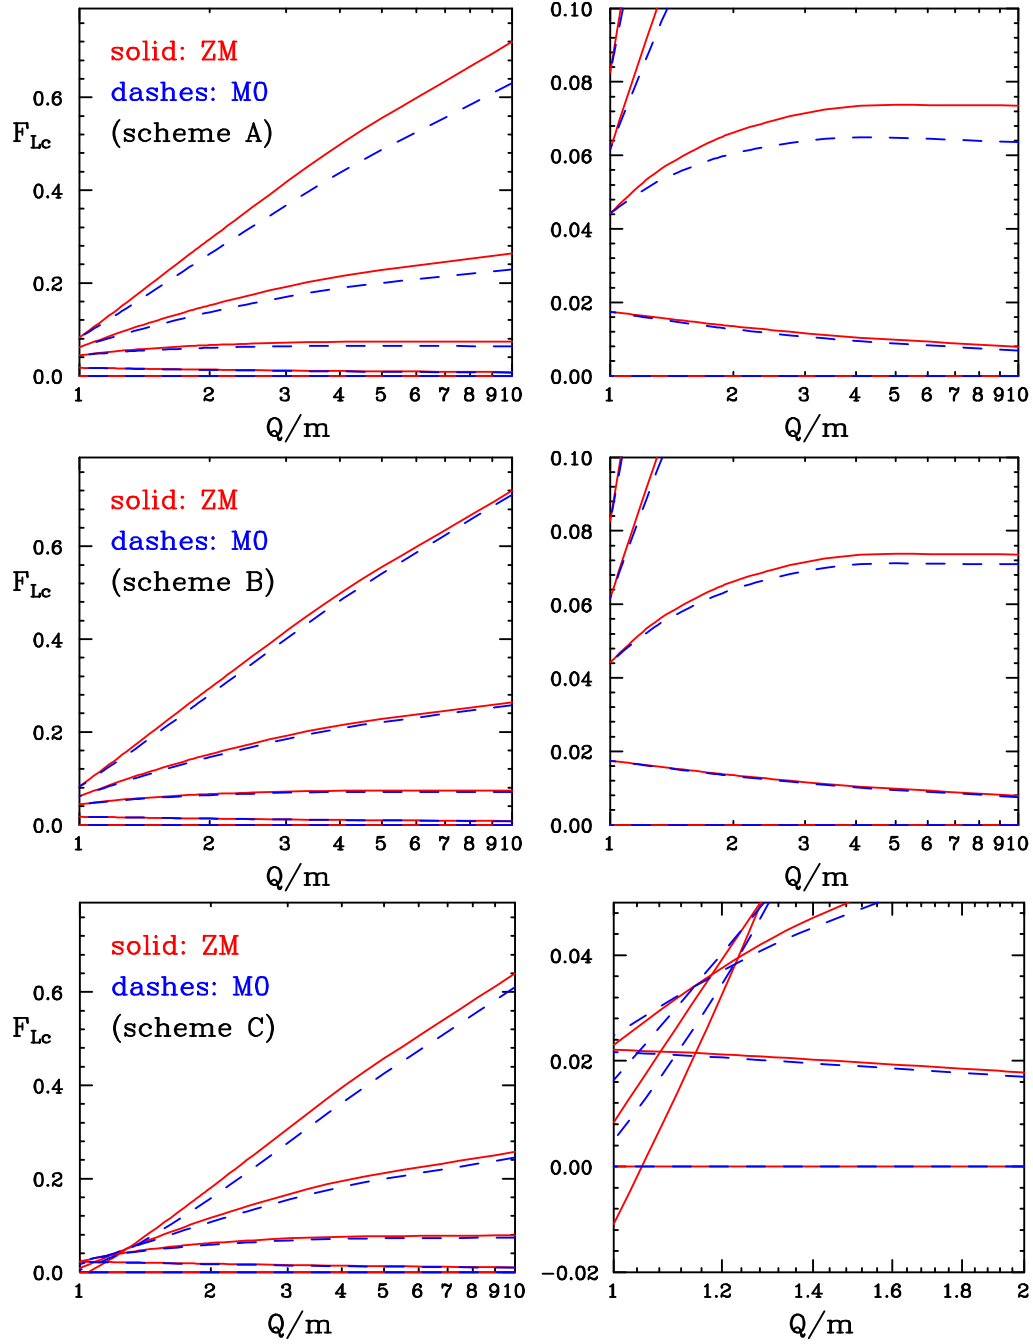 solid: ZM
dashes: M0
(scheme A)
F_Lc
0.6
0.4
0.2
0.0
1 2 3 4 5 6 7 8 910
Q/m
0.10
0.08
0.06
0.04
0.02
0.00
1 2 3 4 5 6 7 8 910
Q/m
solid: ZM
dashes: M0
(scheme B)
F_Lc
0.6
0.4
0.2
0.0
1 2 3 4 5 6 7 8 910
Q/m
0.10
0.08
0.06
0.04
0.02
0.00
1 2 3 4 5 6 7 8 910
Q/m
solid: ZM
dashes: M0
(scheme C)
F_Lc
0.6
0.4
0.2
0.0
1 2 3 4 5 6 7 8 910
Q/m
0.04
0.02
0.00
−0.02
1 1.2 1.4 1.6 1.8 2
Q/m